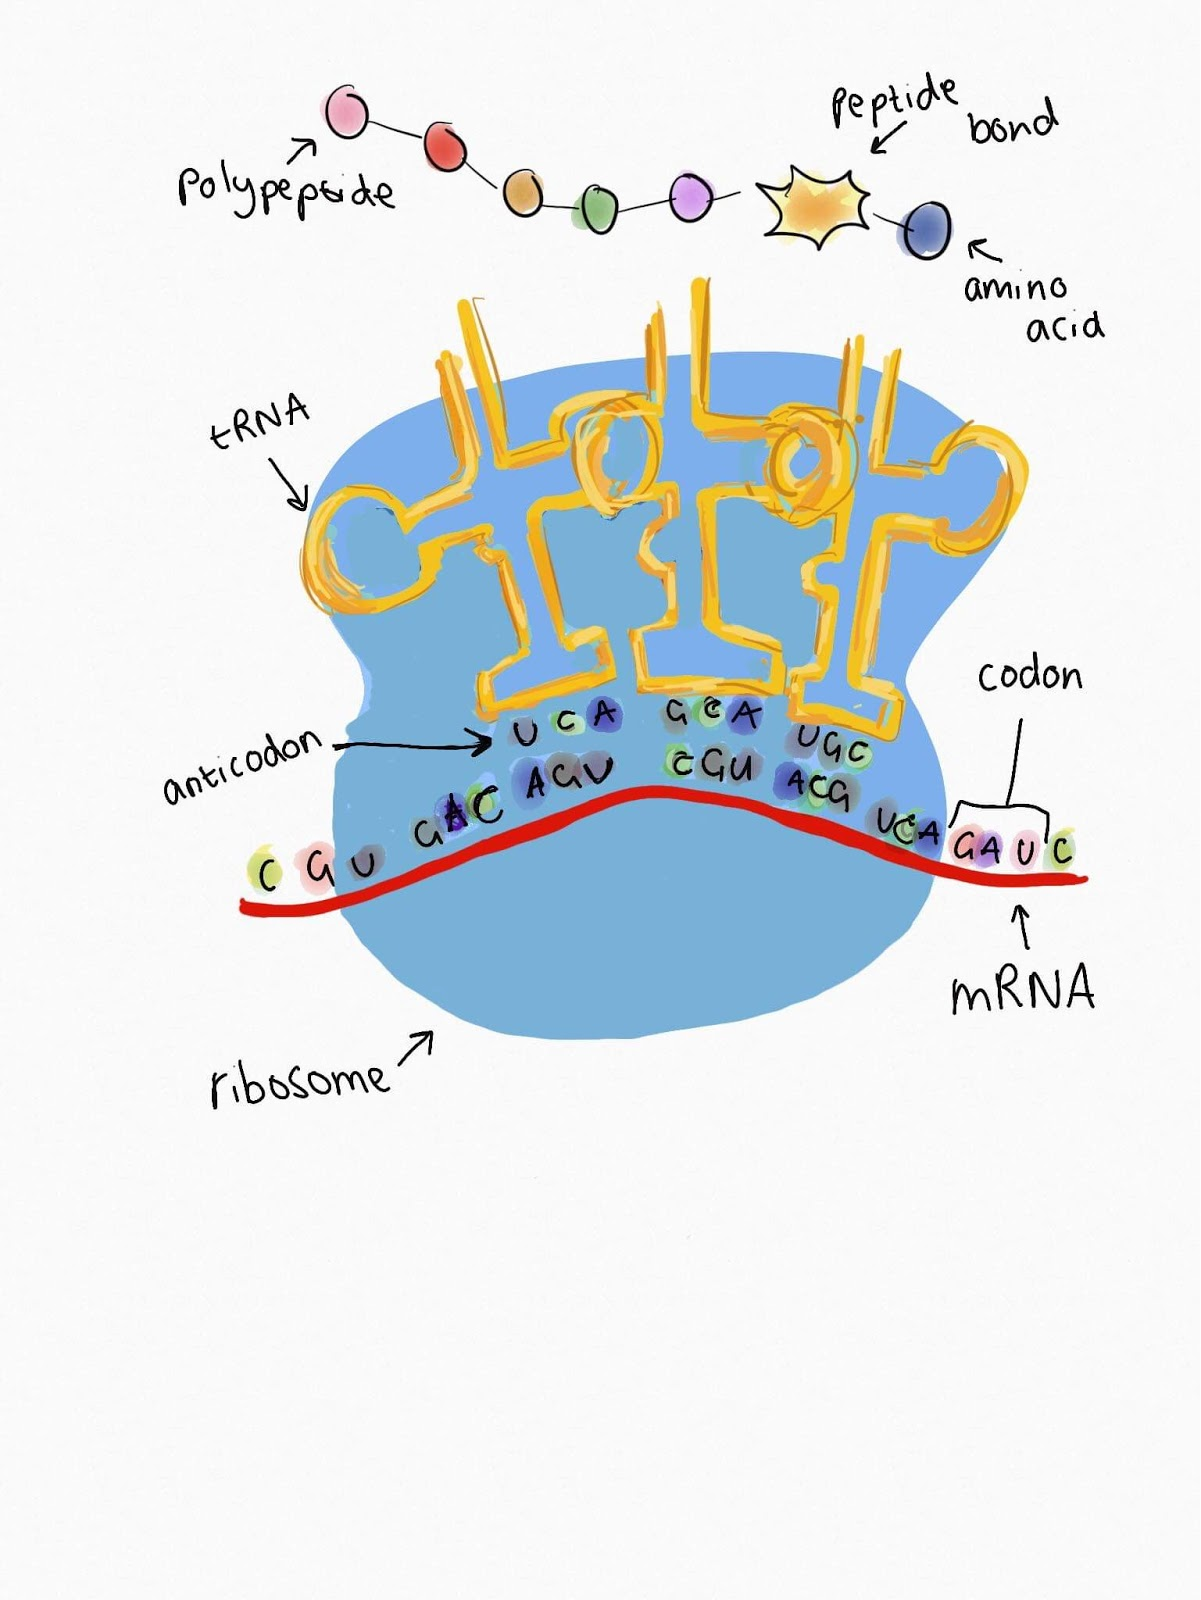 Peptide
bond
Polypeptide
amino
acid
tRNA
codon
anticodon
U C A G C A U G C
C G U G A C A G U C G U A C G U C A G A U C
mRNA
ribosome